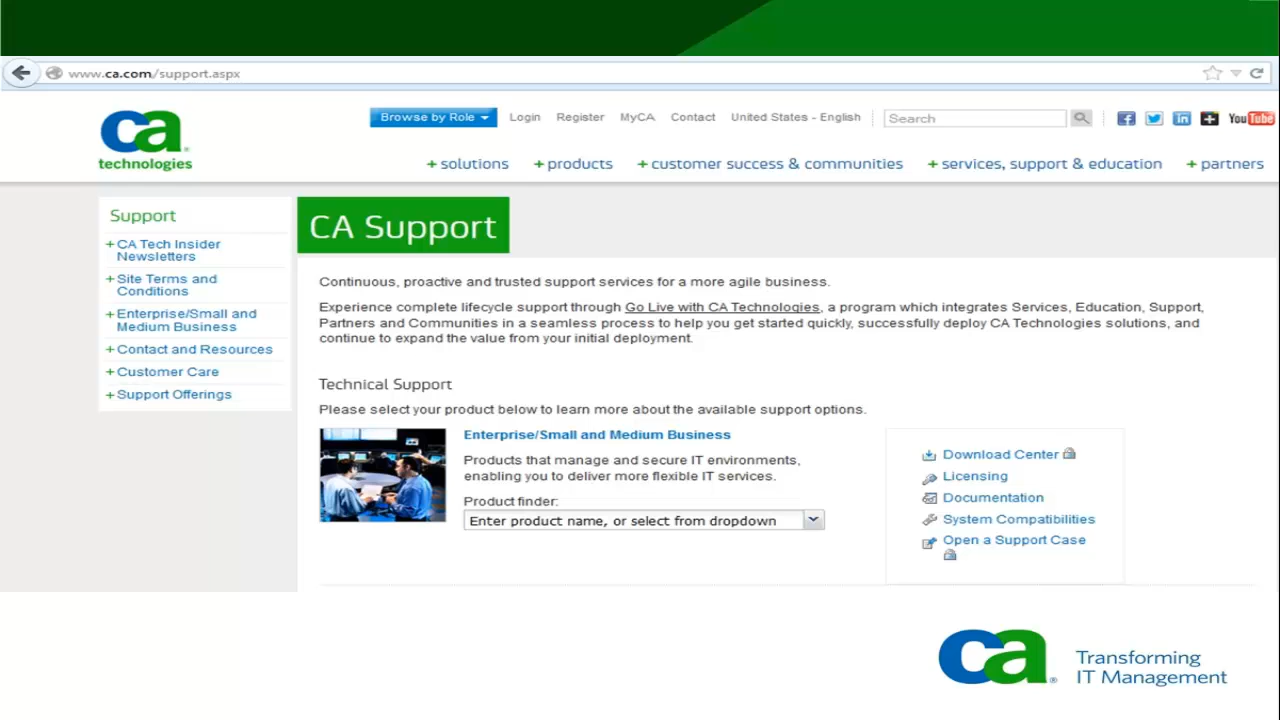 www.ca.com/support.aspx
ca
technologies
Browse by Role
Login
Register
MyCA
Contact
United States - English
Search
You Tube
+ solutions
+ products
+ customer success & communities
+ services, support & education
+ partners
Support
+ CA Tech Insider
Newsletters
+ Site Terms and
Conditions
+ Enterprise/Small and
Medium Business
+ Contact and Resources
+ Customer Care
+ Support Offerings
CA Support
Continuous, proactive and trusted support services for a more agile business.
Experience complete lifecycle support through Go Live with CA Technologies, a program which integrates Services, Education, Support,
Partners and Communities in a seamless process to help you get started quickly, successfully deploy CA Technologies solutions, and
continue to expand the value from your initial deployment.
Technical Support
Please select your product below to learn more about the available support options.
Enterprise/Small and Medium Business
Products that manage and secure IT environments,
enabling you to deliver more flexible IT services.
Product finder:
Enter product name, or select from dropdown
Download Center
Licensing
Documentation
System Compatibilities
Open a Support Case
ca®
Transforming
IT Management